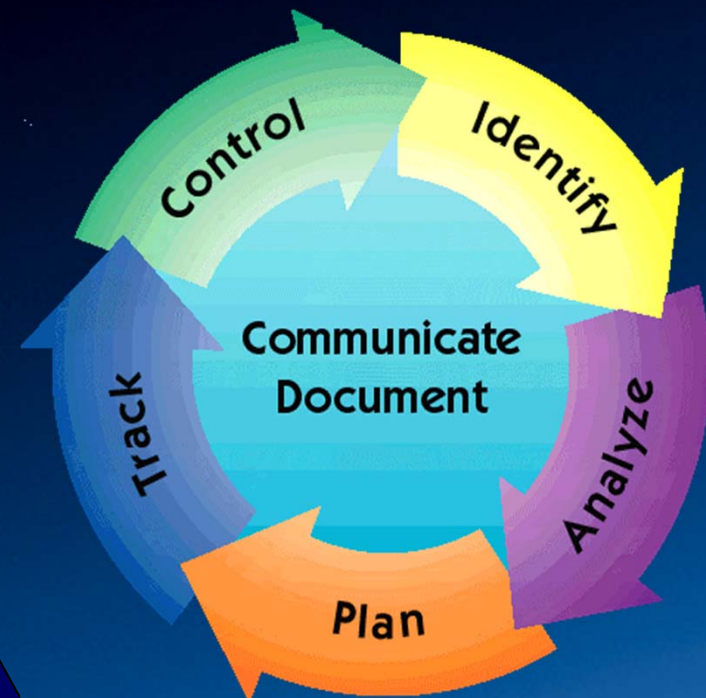 Identify
Analyze
Plan
Track
Control
Communicate
Document